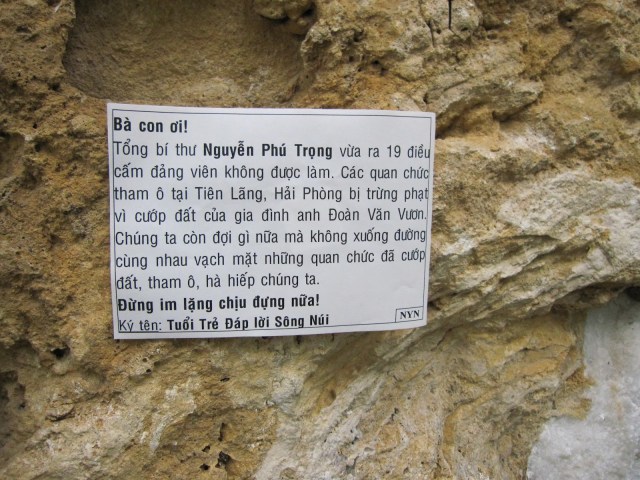 Bà con ơi!
Tổng bí thư Nguyễn Phú Trọng vừa ra 19 điều
cấm đảng viên không được làm. Các quan chức
tham ô tại Tiên Lãng, Hải Phòng bị trừng phạt
vì cướp đất của gia đình anh Đoàn Văn Vươn.
Chúng ta còn đợi gì nữa mà không xuống đường
cùng nhau vạch mặt những quan chức đã cướp
đất, tham ô, hà hiếp chúng ta.
Đừng im lặng chịu đựng nữa!
Ký tên: Tuổi Trẻ Đáp lời Sông Núi
NYN